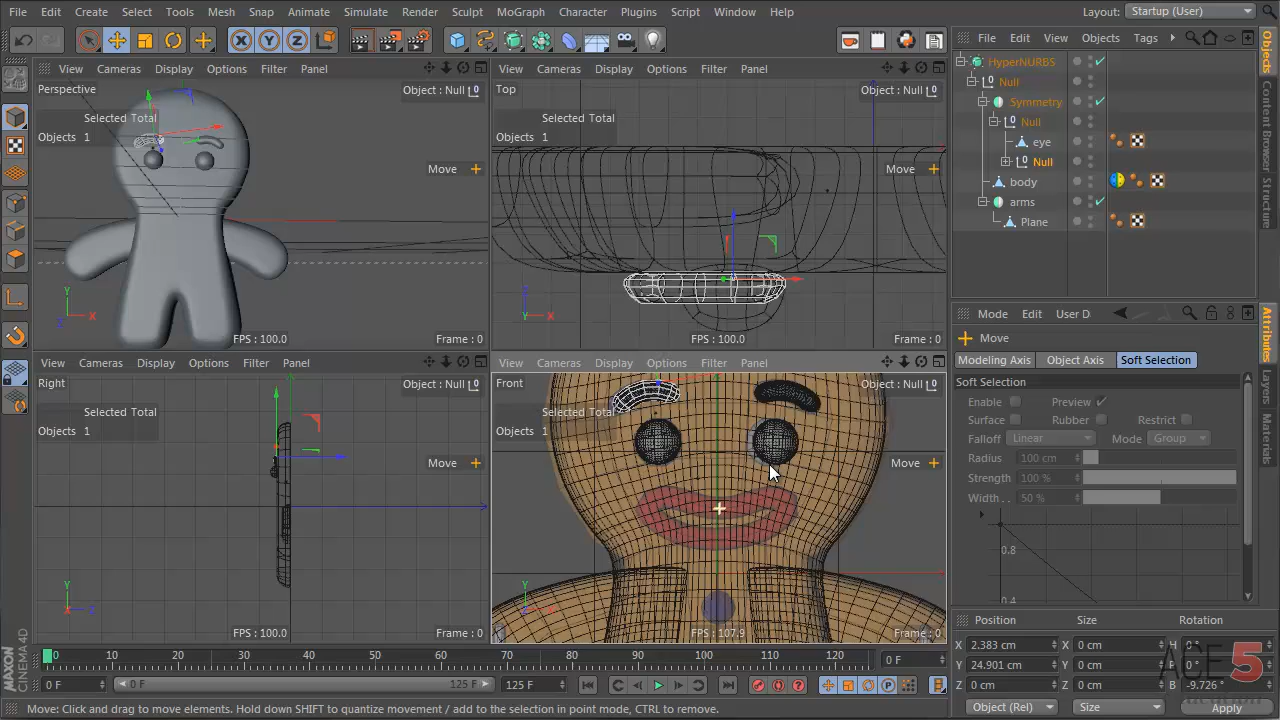 File Edit Create Select Tools Mesh Snap Animate Simulate Render Sculpt MoGraph Character Plugins Script Window Help
Layout: Startup (User)
X Y Z
View Cameras Display Options Filter Panel
View Cameras Display Options Filter Panel
File Edit View Objects Tags
Perspective
Object : Null
Selected Total
Objects 1
Move
FPS : 100.0
Frame : 0
Y
Z
X
Top
Object : Null
Selected Total
Objects 1
Move
FPS : 100.0
Frame : 0
Z
Y
X
HyperNURBS
Null
Symmetry
Null
eye
Null
body
arms
Plane
Objects
Content Browser
Structure
View Cameras Display Options Filter Panel
View Cameras Display Options Filter Panel
Right
Object : Null
Selected Total
Objects 1
Move
FPS : 100.0
Frame : 0
Y
Z
Front
Object : Null
Selected Total
Objects 1
Move
FPS : 107.9
Frame : 0
Y
Mode Edit User D
Move
Modeling Axis Object Axis Soft Selection
Soft Selection
Enable Preview
Surface Rubber Restrict
Falloff Linear Mode Group
Radius 100 cm
Strength 100 %
Width . . 50 %
0.8
0.4
Attributes
Layers
Materials
0 10 20 30 40 50 60 70 80 90 100 110 120 0 F
0 F 0 F 125 F 125 F
P
Position Size Rotation
X 2.383 cm X 0 cm H 0 °
Y 24.901 cm Y 0 cm P 0 °
Z 0 cm Z 0 cm B -9.726 °
Object (Rel) Size Apply
MAXON
CINEMA4D
Move: Click and drag to move elements. Hold down SHIFT to quantize movement / add to the selection in point mode, CTRL to remove.